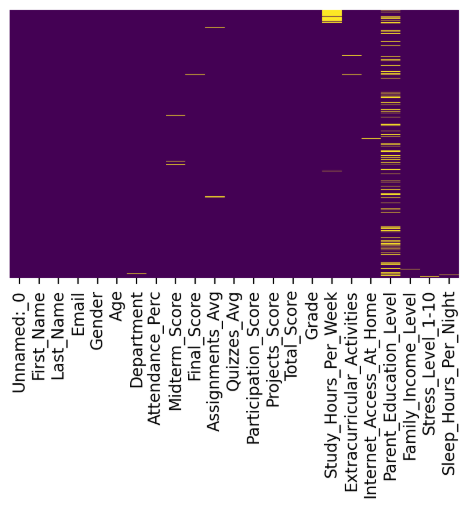 Unnamed:_0
First_Name
Last_Name
Email
Gender
Age
Department
Attendance_Perc
Midterm_Score
Final_Score
Assignments_Avg
Quizzes_Avg
Participation_Score
Projects_Score
Total_Score
Grade
Study_Hours_Per_Week
Extracurricular_Activities
Internet_Access_At_Home
Parent_Education_Level
Family_Income_Level
Stress_Level_1-10
Sleep_Hours_Per_Night